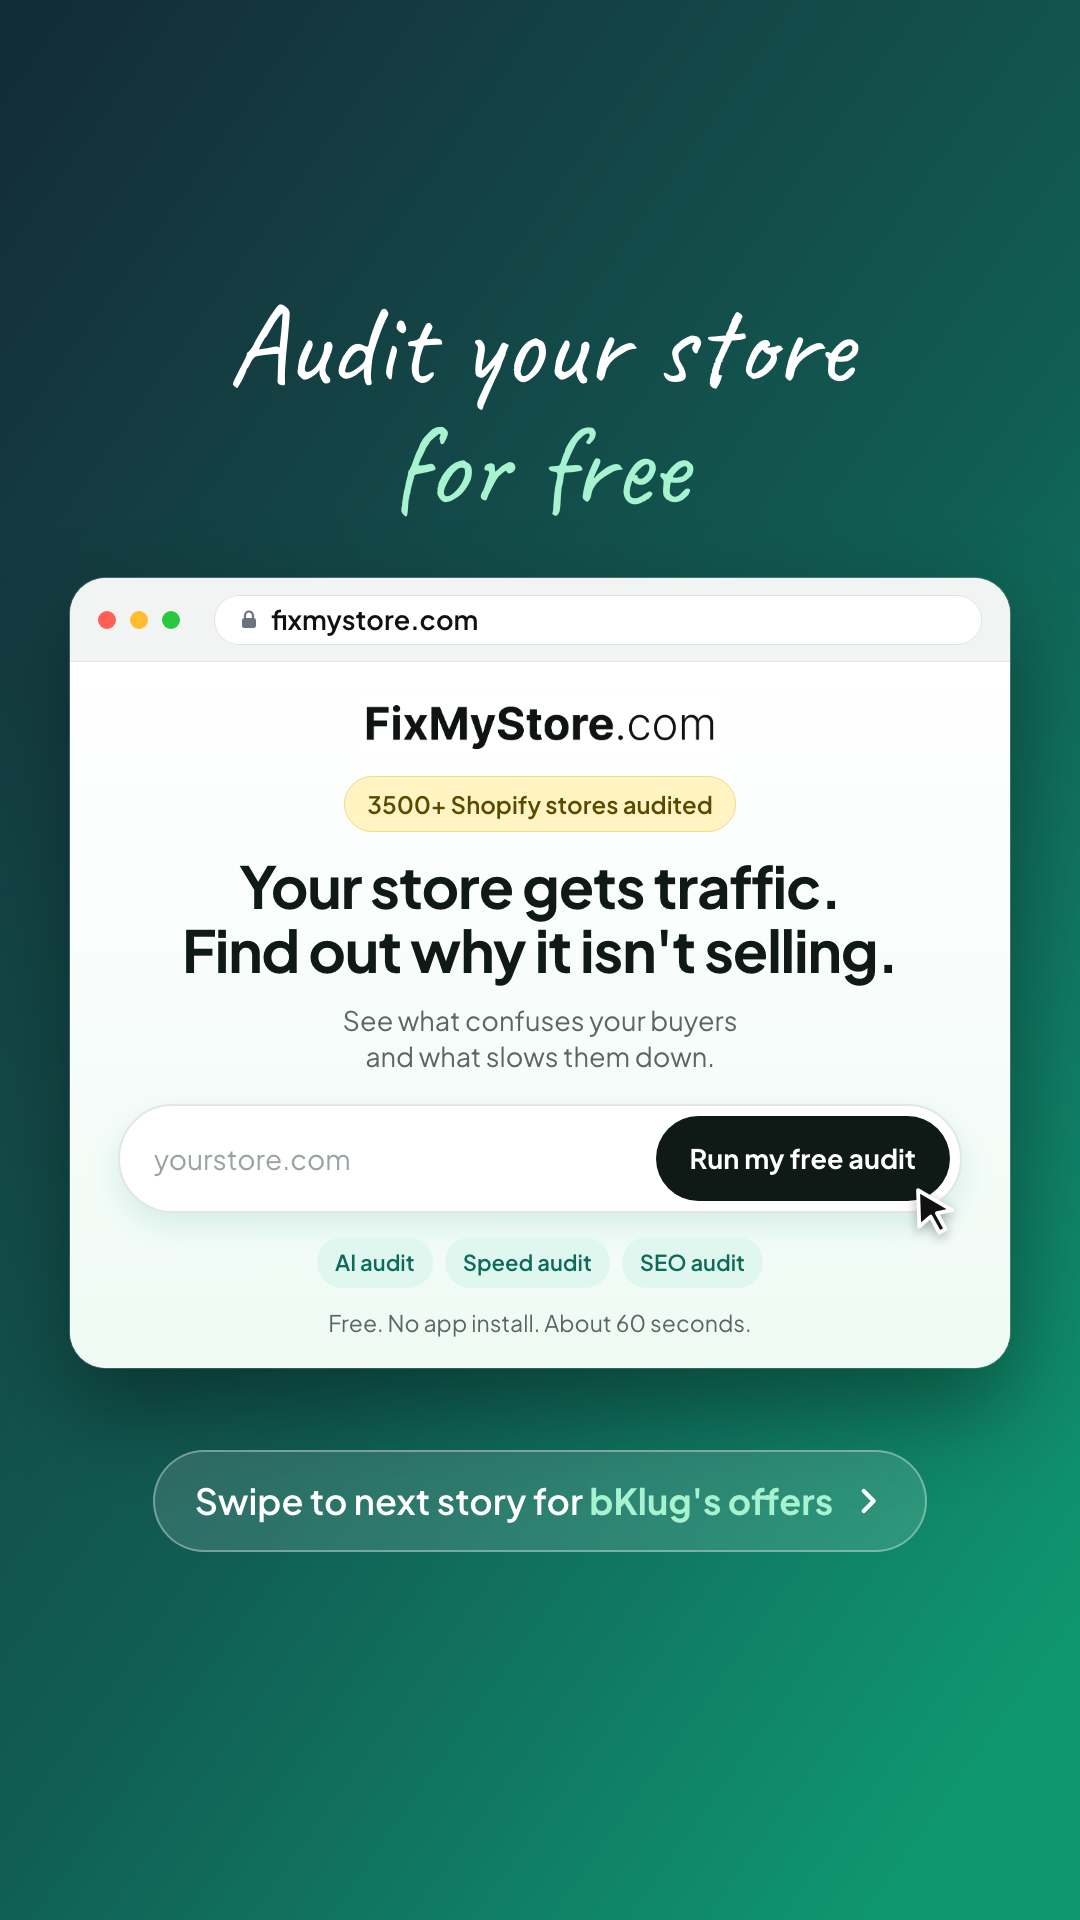 Audit your store
for free
fixmystore.com
FixMyStore.com
3500+ Shopify stores audited
Your store gets traffic.
Find out why it isn't selling.
See what confuses your buyers
and what slows them down.
yourstore.com
Run my free audit
AI audit
Speed audit
SEO audit
Free. No app install. About 60 seconds.
Swipe to next story for bKlug's offers